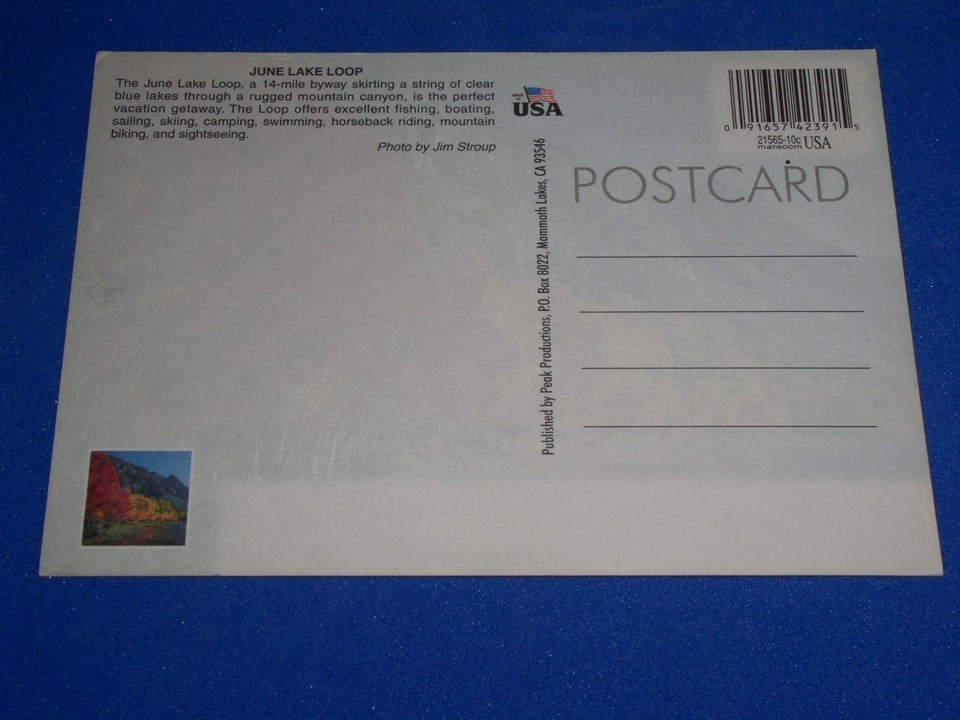 JUNE LAKE LOOP
The June Lake Loop, a 14-mile byway skirting a string of clear
blue lakes through a rugged mountain canyon, is the perfect
vacation getaway. The Loop offers excellent fishing, boating,
sailing, skiing, camping, swimming, horseback riding, mountain
biking, and sightseeing.
Photo by Jim Stroup
USA
Published by Peak Productions, P.O. Box 8022, Mammoth Lakes, CA 93546
0 91657 42391 5
21565-10c
maracom USA
POSTCARD